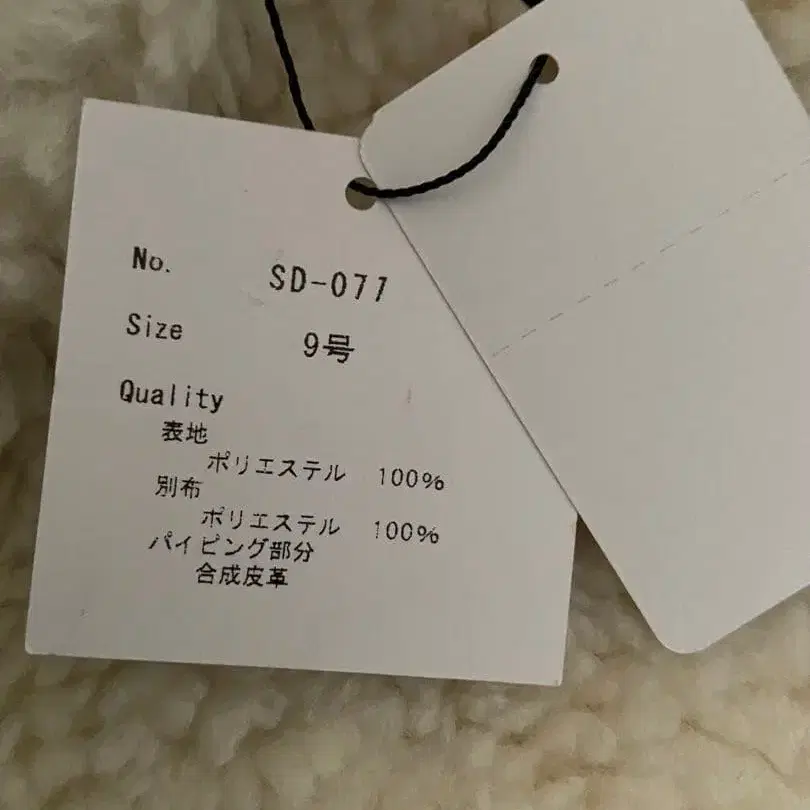 No. SD-077
Size 9号
Quality
表地
ポリエステル 100%
別布
ポリエステル 100%
パイピング部分
合成皮革